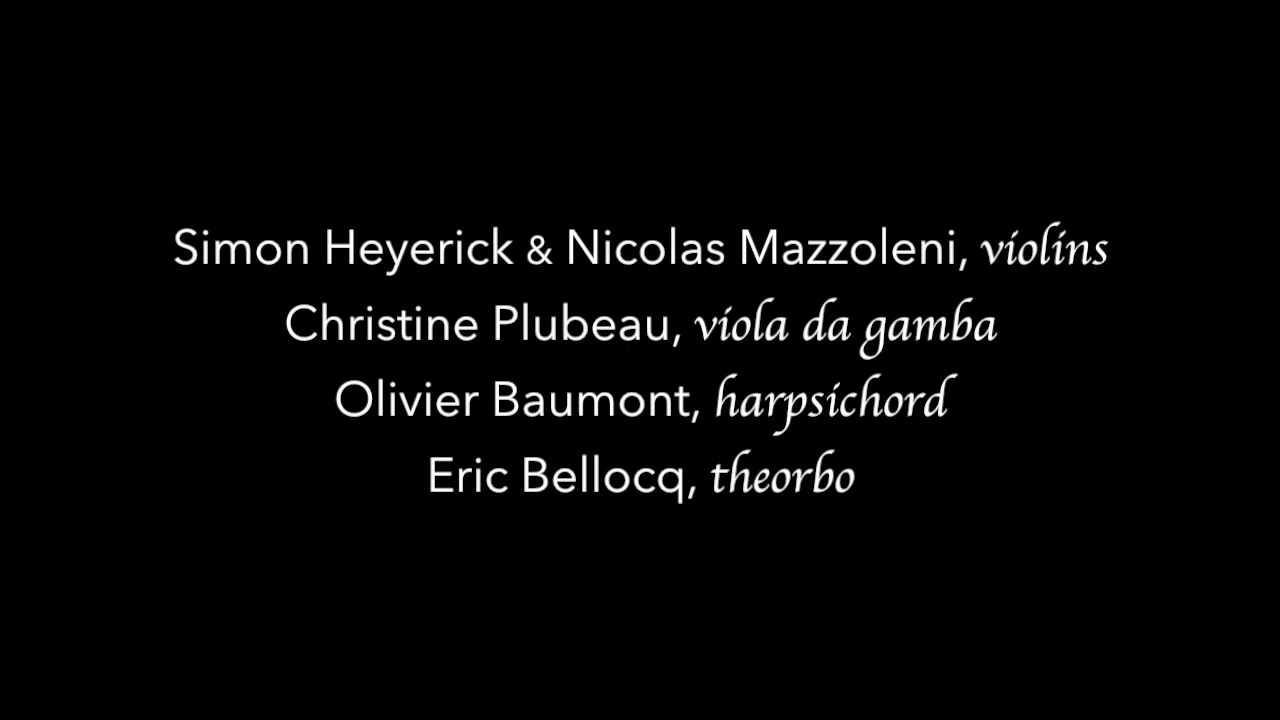 Simon Heyerick & Nicolas Mazzoleni, violins
Christine Plubeau, viola da gamba
Olivier Baumont, harpsichord
Eric Bellocq, theorbo